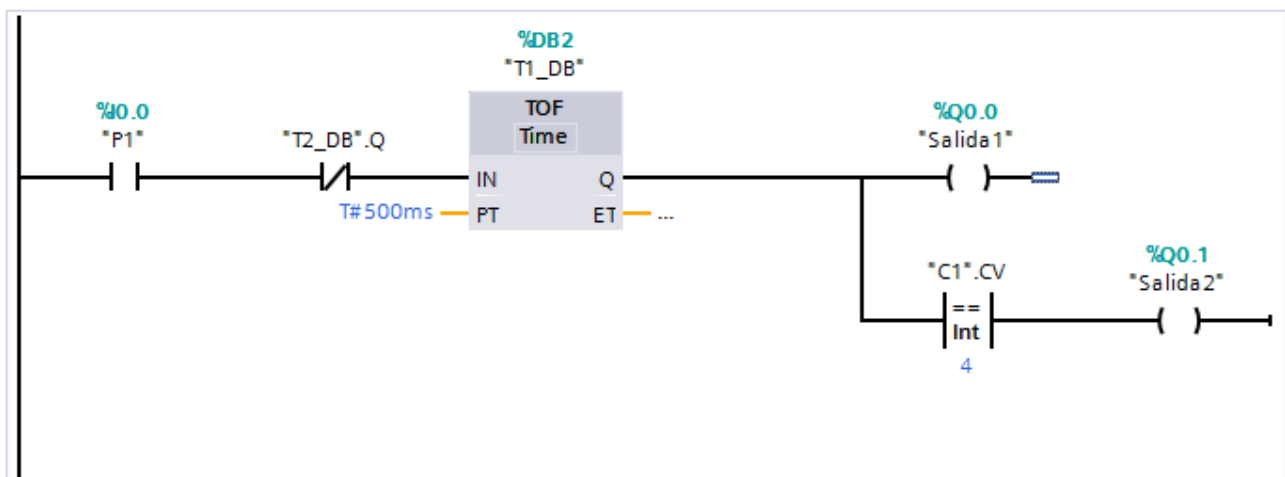 %DB2
"T1_DB"
%I0.0
"P1"
"T2_DB".Q
TOF
Time
IN
Q
T#500ms
PT
ET
...
%Q0.0
"Salida1"
"C1".CV
==
Int
4
%Q0.1
"Salida2"